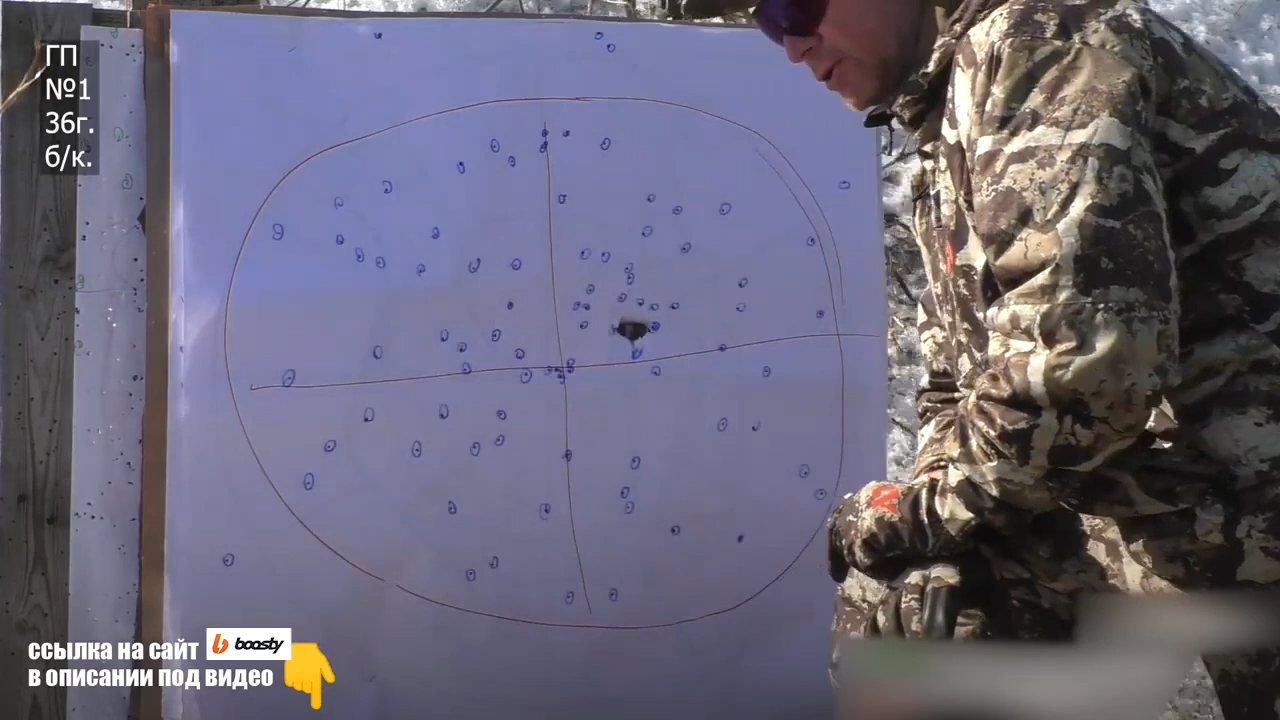 ГП
№1
36г.
б/к.
ссылка на сайт boosty
в описании под видео